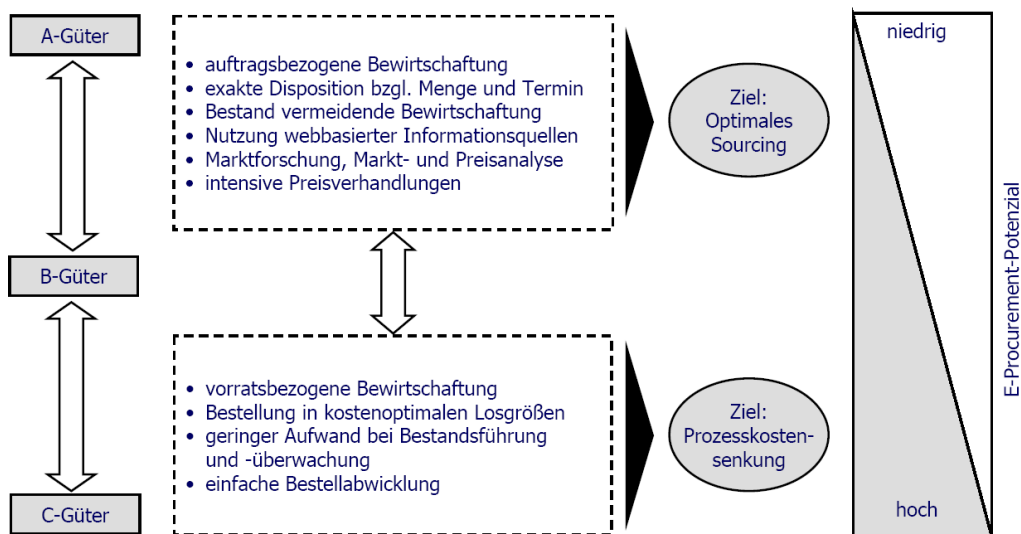 A-Güter
• auftragsbezogene Bewirtschaftung
• exakte Disposition bzgl. Menge und Termin
• Bestand vermeidende Bewirtschaftung
• Nutzung webbasierter Informationsquellen
• Marktforschung, Markt- und Preisanalyse
• intensive Preisverhandlungen
Ziel:
Optimales
Sourcing
niedrig
B-Güter
E-Procurement-Potenzial
• vorratsbezogene Bewirtschaftung
• Bestellung in kostenoptimalen Losgrößen
• geringer Aufwand bei Bestandsführung
und -überwachung
• einfache Bestellabwicklung
Ziel:
Prozesskosten-
senkung
C-Güter
hoch